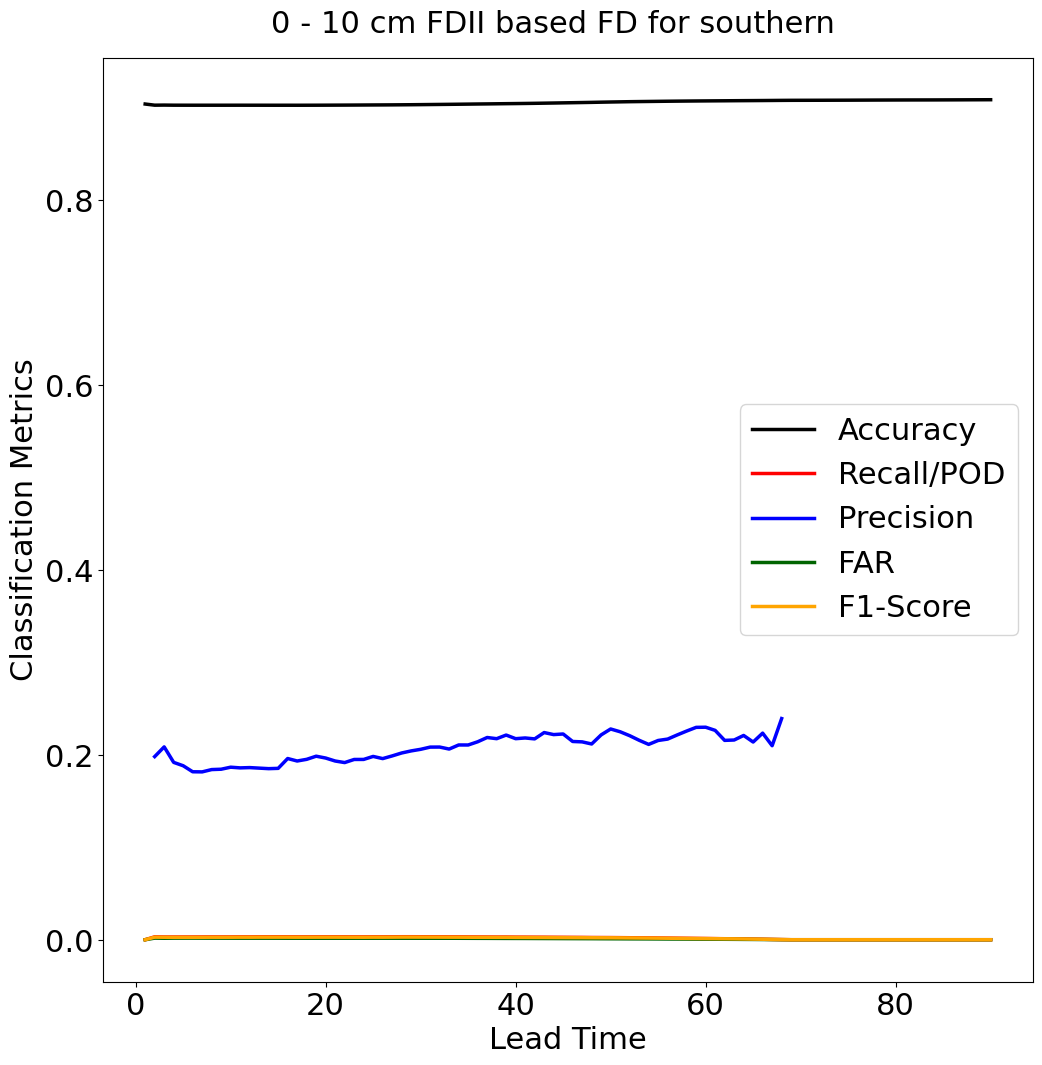 0 - 10 cm FDII based FD for southern
Classification Metrics
0.8
0.6
0.4
0.2
0.0
Accuracy
Recall/POD
Precision
FAR
F1-Score
0 20 40 60 80
Lead Time